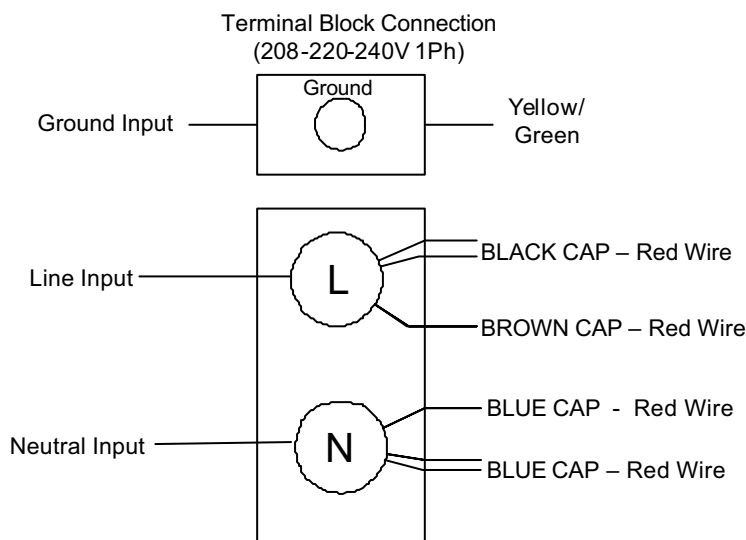 Terminal Block Connection
(208-220-240V 1Ph)
Ground
Ground Input
Yellow/
Green
BLACK CAP – Red Wire
Line Input
L
BROWN CAP – Red Wire
BLUE CAP - Red Wire
Neutral Input
N
BLUE CAP – Red Wire